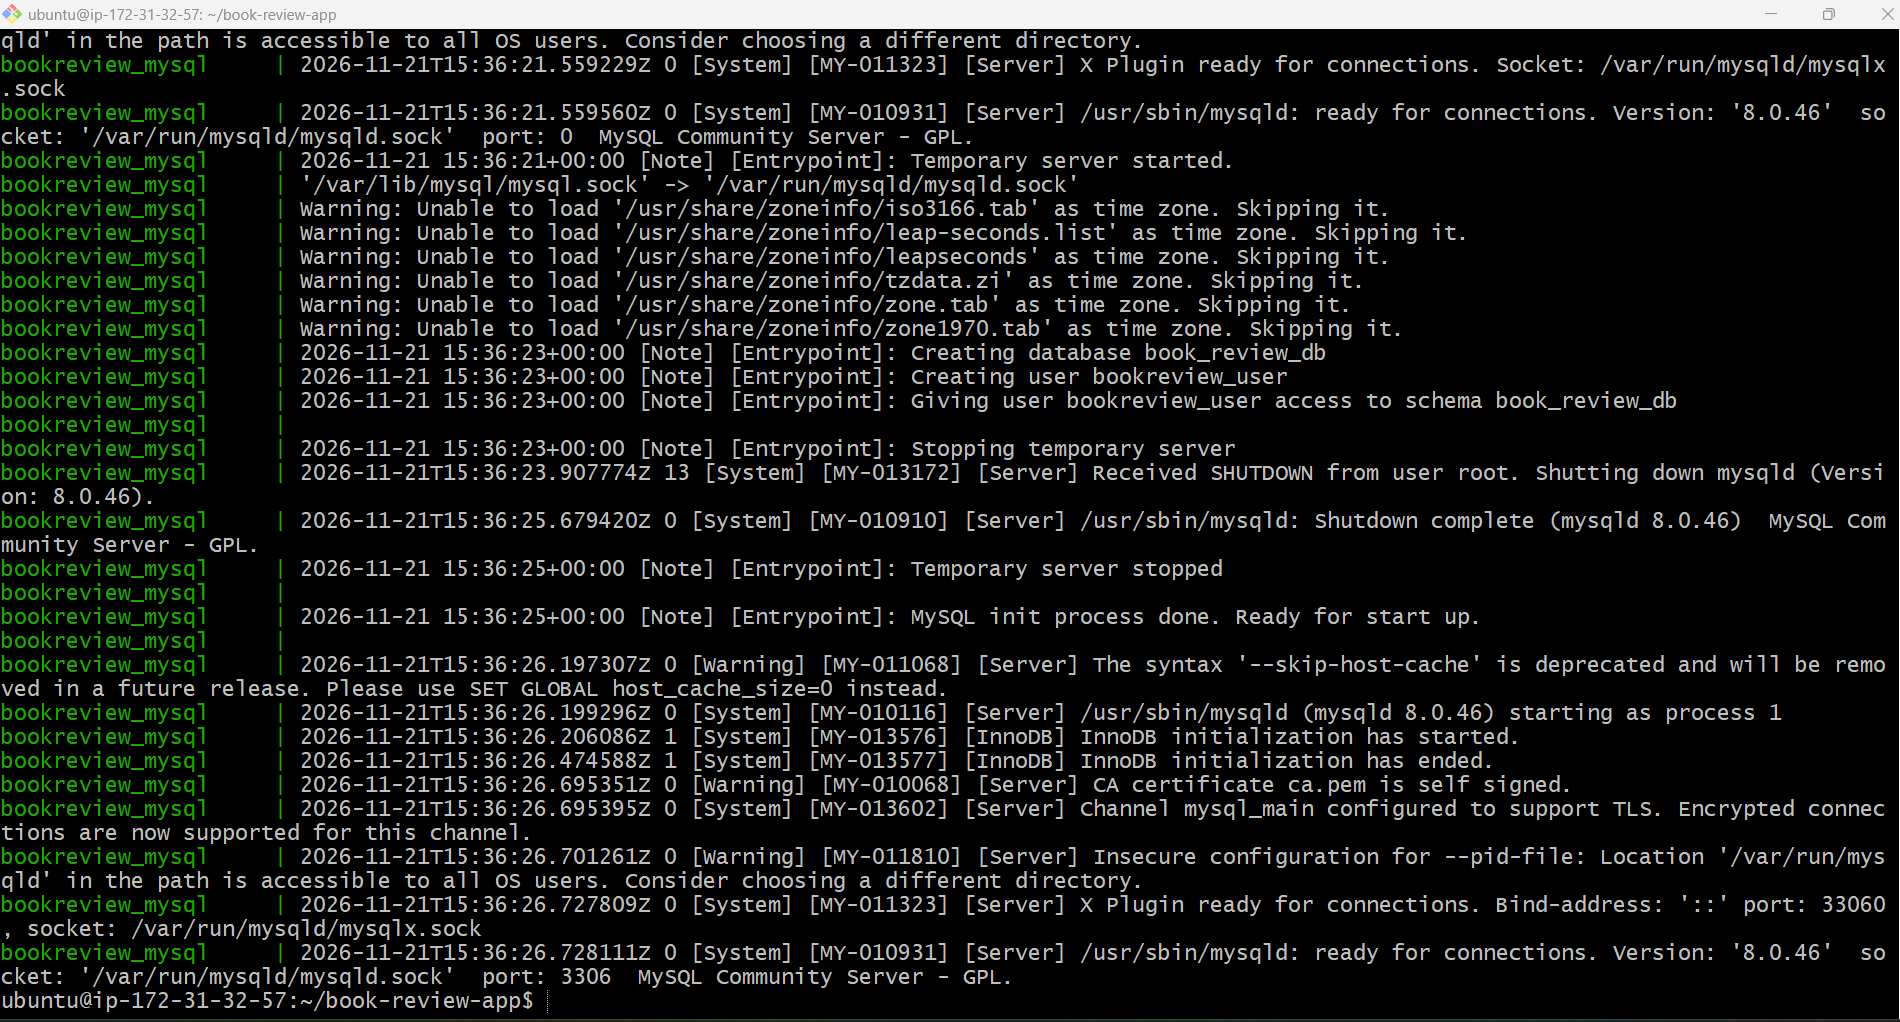 ubuntu@ip-172-31-32-57: ~/book-review-app
qld' in the path is accessible to all OS users. Consider choosing a different directory.
bookreview_mysql     | 2026-11-21T15:36:21.559229Z 0 [System] [MY-011323] [Server] X Plugin ready for connections. Socket: /var/run/mysqld/mysqlx
.sock
bookreview_mysql     | 2026-11-21T15:36:21.559560Z 0 [System] [MY-010931] [Server] /usr/sbin/mysqld: ready for connections. Version: '8.0.46'  so
cket: '/var/run/mysqld/mysqld.sock'  port: 0  MySQL Community Server - GPL.
bookreview_mysql     | 2026-11-21 15:36:21+00:00 [Note] [Entrypoint]: Temporary server started.
bookreview_mysql     | '/var/lib/mysql/mysql.sock' -> '/var/run/mysqld/mysqld.sock'
bookreview_mysql     | Warning: Unable to load '/usr/share/zoneinfo/iso3166.tab' as time zone. Skipping it.
bookreview_mysql     | Warning: Unable to load '/usr/share/zoneinfo/leap-seconds.list' as time zone. Skipping it.
bookreview_mysql     | Warning: Unable to load '/usr/share/zoneinfo/leapseconds' as time zone. Skipping it.
bookreview_mysql     | Warning: Unable to load '/usr/share/zoneinfo/tzdata.zi' as time zone. Skipping it.
bookreview_mysql     | Warning: Unable to load '/usr/share/zoneinfo/zone.tab' as time zone. Skipping it.
bookreview_mysql     | Warning: Unable to load '/usr/share/zoneinfo/zone1970.tab' as time zone. Skipping it.
bookreview_mysql     | 2026-11-21 15:36:23+00:00 [Note] [Entrypoint]: Creating database book_review_db
bookreview_mysql     | 2026-11-21 15:36:23+00:00 [Note] [Entrypoint]: Creating user bookreview_user
bookreview_mysql     | 2026-11-21 15:36:23+00:00 [Note] [Entrypoint]: Giving user bookreview_user access to schema book_review_db
bookreview_mysql     |
bookreview_mysql     | 2026-11-21 15:36:23+00:00 [Note] [Entrypoint]: Stopping temporary server
bookreview_mysql     | 2026-11-21T15:36:23.907774Z 13 [System] [MY-013172] [Server] Received SHUTDOWN from user root. Shutting down mysqld (Versi
on: 8.0.46).
bookreview_mysql     | 2026-11-21T15:36:25.679420Z 0 [System] [MY-010910] [Server] /usr/sbin/mysqld: Shutdown complete (mysqld 8.0.46)  MySQL Com
munity Server - GPL.
bookreview_mysql     | 2026-11-21 15:36:25+00:00 [Note] [Entrypoint]: Temporary server stopped
bookreview_mysql     |
bookreview_mysql     | 2026-11-21 15:36:25+00:00 [Note] [Entrypoint]: MySQL init process done. Ready for start up.
bookreview_mysql     |
bookreview_mysql     | 2026-11-21T15:36:26.197307Z 0 [Warning] [MY-011068] [Server] The syntax '--skip-host-cache' is deprecated and will be remo
ved in a future release. Please use SET GLOBAL host_cache_size=0 instead.
bookreview_mysql     | 2026-11-21T15:36:26.199296Z 0 [System] [MY-010116] [Server] /usr/sbin/mysqld (mysqld 8.0.46) starting as process 1
bookreview_mysql     | 2026-11-21T15:36:26.206086Z 1 [System] [MY-013576] [InnoDB] InnoDB initialization has started.
bookreview_mysql     | 2026-11-21T15:36:26.474588Z 1 [System] [MY-013577] [InnoDB] InnoDB initialization has ended.
bookreview_mysql     | 2026-11-21T15:36:26.695351Z 0 [Warning] [MY-010068] [Server] CA certificate ca.pem is self signed.
bookreview_mysql     | 2026-11-21T15:36:26.695395Z 0 [System] [MY-013602] [Server] Channel mysql_main configured to support TLS. Encrypted connec
tions are now supported for this channel.
bookreview_mysql     | 2026-11-21T15:36:26.701261Z 0 [Warning] [MY-011810] [Server] Insecure configuration for --pid-file: Location '/var/run/mys
qld' in the path is accessible to all OS users. Consider choosing a different directory.
bookreview_mysql     | 2026-11-21T15:36:26.727809Z 0 [System] [MY-011323] [Server] X Plugin ready for connections. Bind-address: '::' port: 33060
, socket: /var/run/mysqld/mysqlx.sock
bookreview_mysql     | 2026-11-21T15:36:26.728111Z 0 [System] [MY-010931] [Server] /usr/sbin/mysqld: ready for connections. Version: '8.0.46'  so
cket: '/var/run/mysqld/mysqld.sock'  port: 3306  MySQL Community Server - GPL.
ubuntu@ip-172-31-32-57:~/book-review-app$